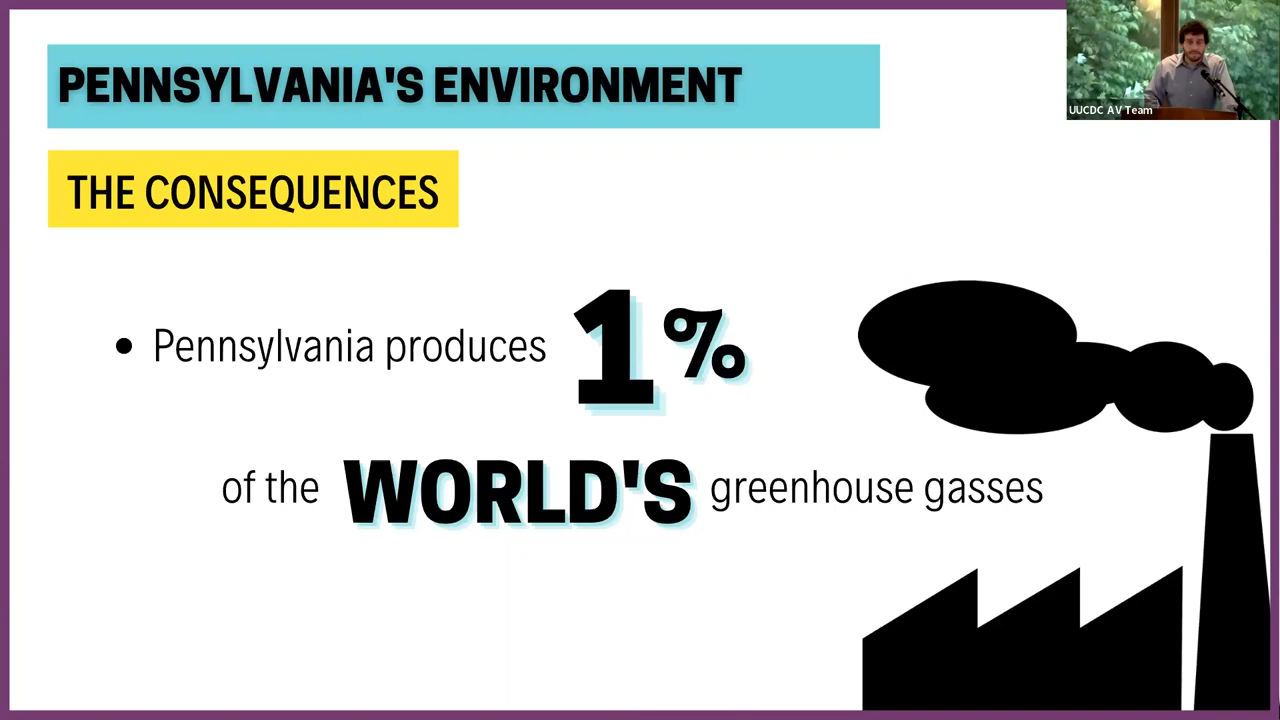 PENNSYLVANIA'S ENVIRONMENT
UUCDC AV Team
THE CONSEQUENCES
• Pennsylvania produces 1%
of the WORLD'S greenhouse gasses